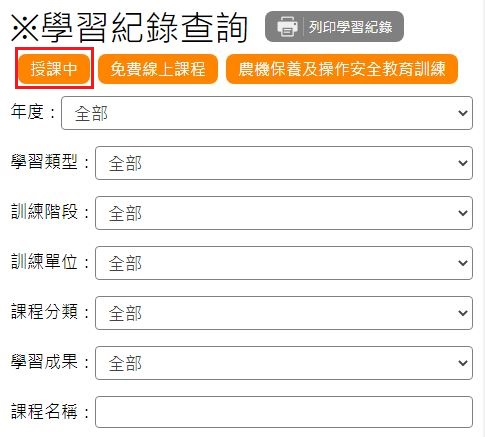 ※學習紀錄查詢 列印學習紀錄
授課中 免費線上課程 農機保養及操作安全教育訓練
年度：全部
學習類型：全部
訓練階段：全部
訓練單位：全部
課程分類：全部
學習成果：全部
課程名稱：